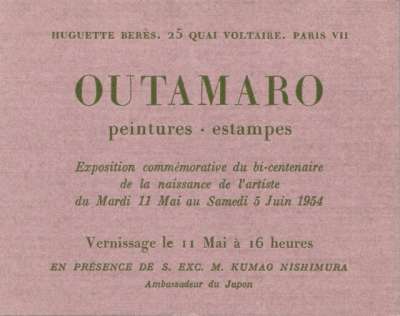 HUGUETTE BERÈS. 25 QUAI VOLTAIRE. PARIS VII
OUTAMARO
peintures · estampes
Exposition commémorative du bi-centenaire
de la naissance de l'artiste
du Mardi 11 Mai au Samedi 5 Juin 1954
Vernissage le 11 Mai à 16 heures
EN PRÉSENCE DE S. EXC. M. KUMAO NISHIMURA
Ambassadeur du Japon